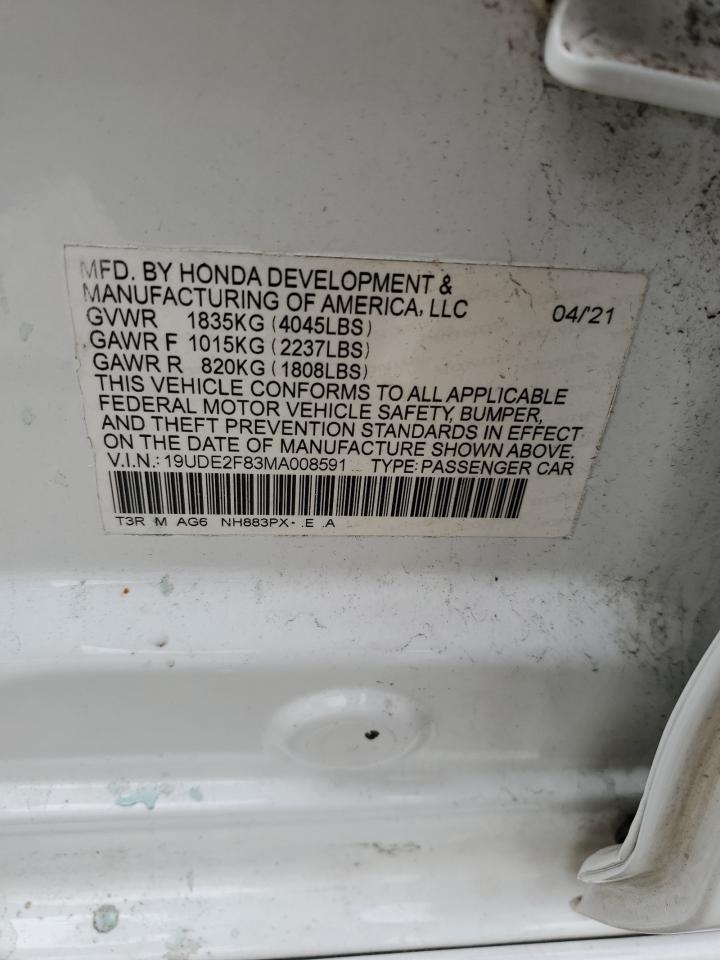 MFD. BY HONDA DEVELOPMENT &
MANUFACTURING OF AMERICA, LLC 04/'21
GVWR 1835KG (4045LBS)
GAWR F 1015KG (2237LBS)
GAWR R 820KG (1808LBS)
THIS VEHICLE CONFORMS TO ALL APPLICABLE
FEDERAL MOTOR VEHICLE SAFETY, BUMPER,
AND THEFT PREVENTION STANDARDS IN EFFECT
ON THE DATE OF MANUFACTURE SHOWN ABOVE.
V.I.N.: 19UDE2F83MA008591 TYPE: PASSENGER CAR
T3R M AG6 NH883PX- .E .A